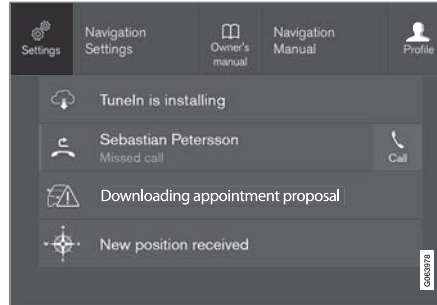 Settings
Navigation
Settings
Owner's
manual
Navigation
Manual
Profile
TuneIn is installing
Sebastian Petersson
Missed call
Call
Downloading appointment proposal
New position received
G063978